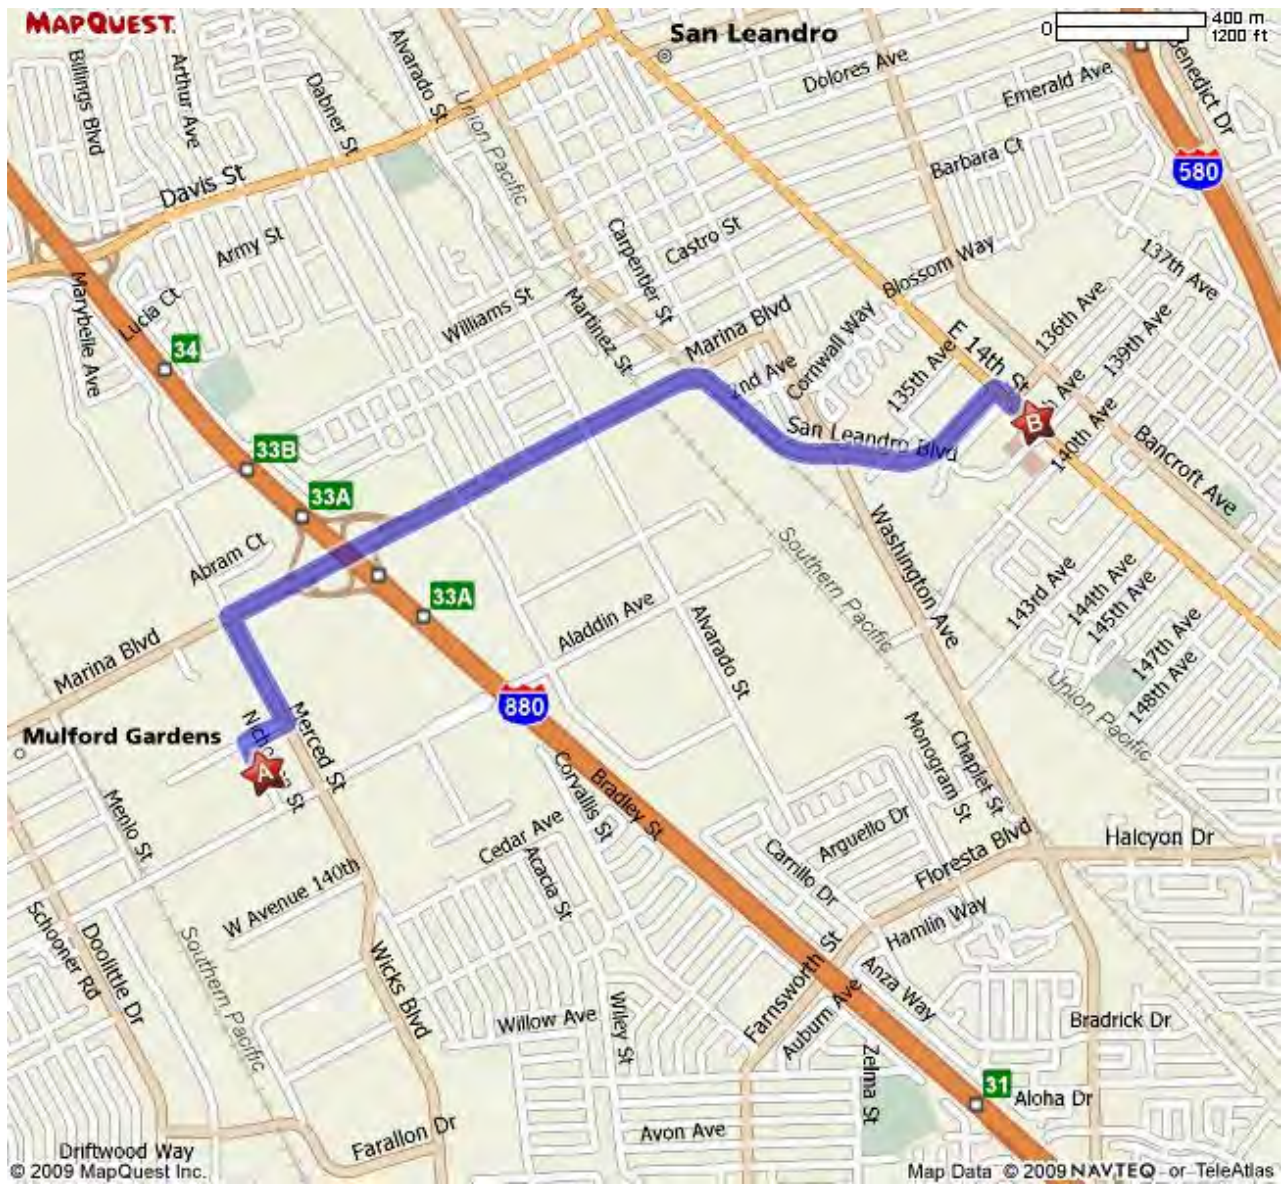 MAPQUEST.
San Leandro
0
400 m
1200 ft
Billings Blvd
Arthur Ave
Dabner St
Alvarado St
Union Pacific
Dolores Ave
Emerald Ave
Benedict Dr
Barbara Ct
580
Davis St
Army St
Carpentier St
Castro St
Blossom Way
137th Ave
Marybelle Ave
Lucia Ct
Williams St
Martinez St
Marina Blvd
Cornwall Way
E 14th St
136th Ave
139th Ave
34
2nd Ave
135th Ave
B
140th Ave
San Leandro Blvd
Bancroft Ave
33B
33A
Abram Ct
Washington Ave
Southern Pacific
33A
Aladdin Ave
Alvarado St
143rd Ave
144th Ave
145th Ave
147th Ave
148th Ave
Union Pacific
Marina Blvd
880
Mulford Gardens
A
Merced St
Monogram St
Chaplet St
Menlo St
Corvallis St
Bradley St
Cedar Ave
Acacia St
Carrillo Dr
Arguello Dr
Floresta Blvd
Halcyon Dr
W Avenue 140th
Schooner Rd
Doolittle Dr
Southern Pacific
Wicks Blvd
Hamlin Way
Farnsworth St
Anza Way
Auburn Ave
Willow Ave
Wiley St
Bradrick Dr
Zelma St
31
Aloha Dr
Driftwood Way
Farallon Dr
Avon Ave
© 2009 MapQuest Inc.
Map Data © 2009 NAVTEQ or TeleAtlas